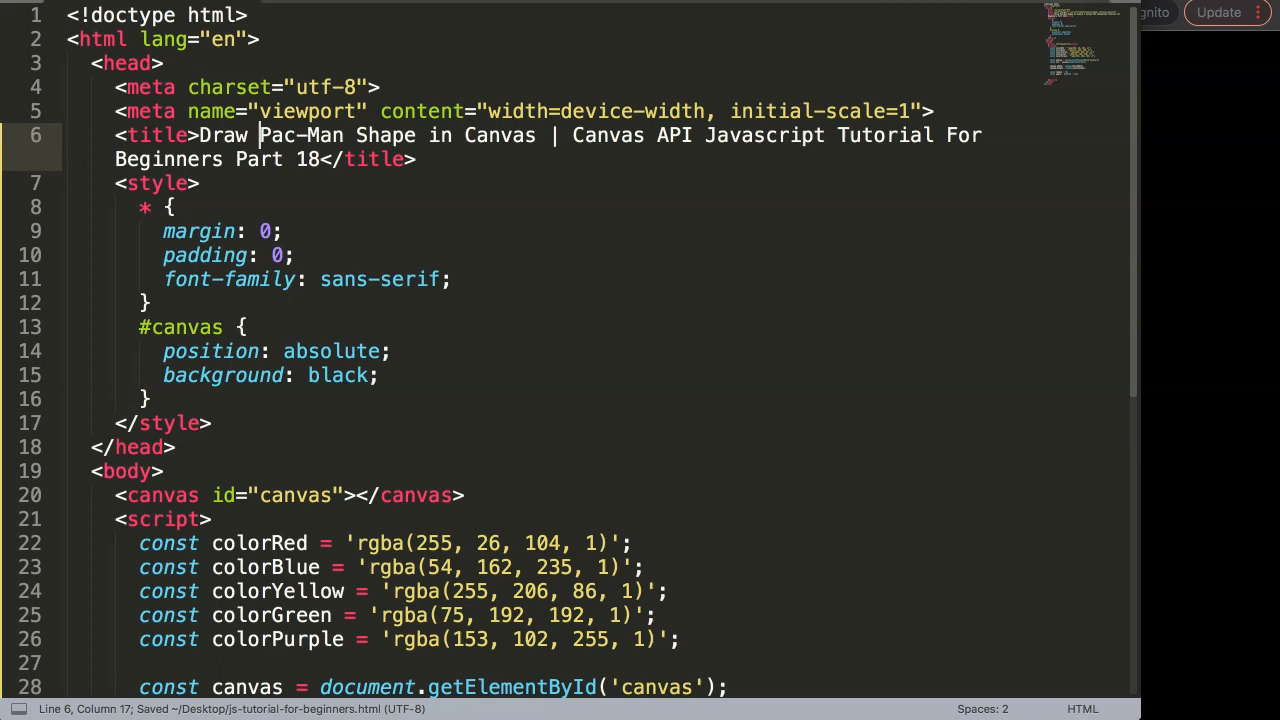 1 <!doctype html>
2 <html lang="en">
3 <head>
4 <meta charset="utf-8">
5 <meta name="viewport" content="width=device-width, initial-scale=1">
6 <title>Draw Pac-Man Shape in Canvas | Canvas API Javascript Tutorial For
Beginners Part 18</title>
7 <style>
8 * {
9 margin: 0;
10 padding: 0;
11 font-family: sans-serif;
12 }
13 #canvas {
14 position: absolute;
15 background: black;
16 }
17 </style>
18 </head>
19 <body>
20 <canvas id="canvas"></canvas>
21 <script>
22 const colorRed = 'rgba(255, 26, 104, 1)';
23 const colorBlue = 'rgba(54, 162, 235, 1)';
24 const colorYellow = 'rgba(255, 206, 86, 1)';
25 const colorGreen = 'rgba(75, 192, 192, 1)';
26 const colorPurple = 'rgba(153, 102, 255, 1)';
27
28 const canvas = document.getElementById('canvas');
Line 6, Column 17; Saved ~/Desktop/js-tutorial-for-beginners.html (UTF-8) Spaces: 2 HTML
Update